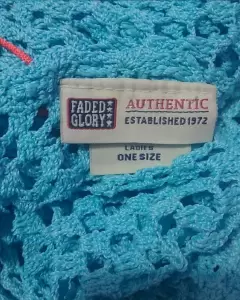 FADED
GLORY
AUTHENTIC
ESTABLISHED 1972
LADIES
ONE SIZE